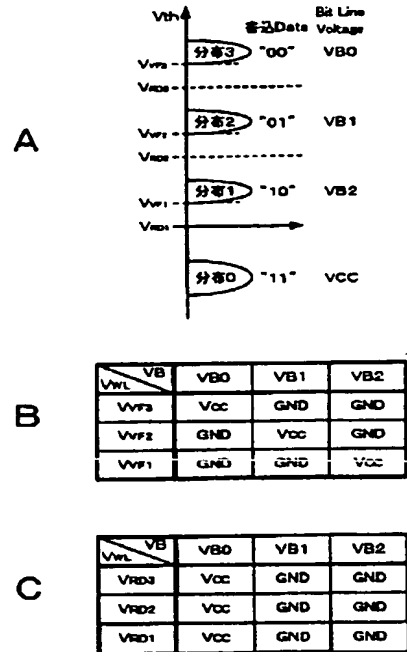 Bit Line
Vth 書込Data Voltage
分布3 "00" VB0
VVF3
VRD3
分布2 "01" VB1
VVF2
A
VRD2
分布1 "10" VB2
VVF1
VRD1
分布0 "11" VCC
VWL VB VB0 VB1 VB2
VVF3 VCC GND GND
B
VVF2 GND VCC GND
VVF1 GND GND VCC
VWL VB VB0 VB1 VB2
VRD3 VCC GND GND
C
VRD2 VCC GND GND
VRD1 VCC GND GND